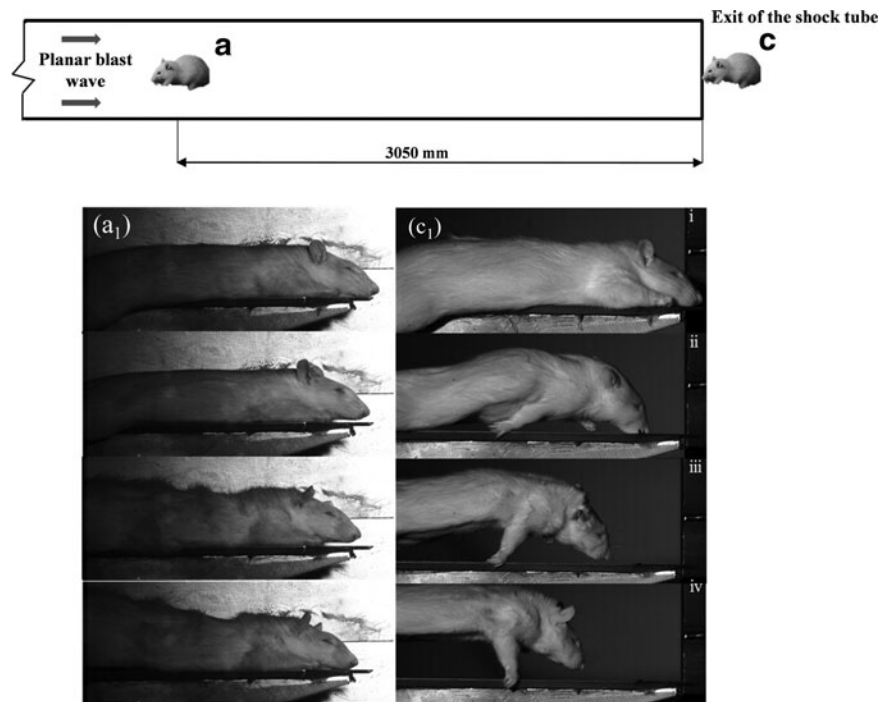 Exit of the shock tube
a
c
Planar blast
wave
3050 mm
(a1)
(c1)
i
ii
iii
iv